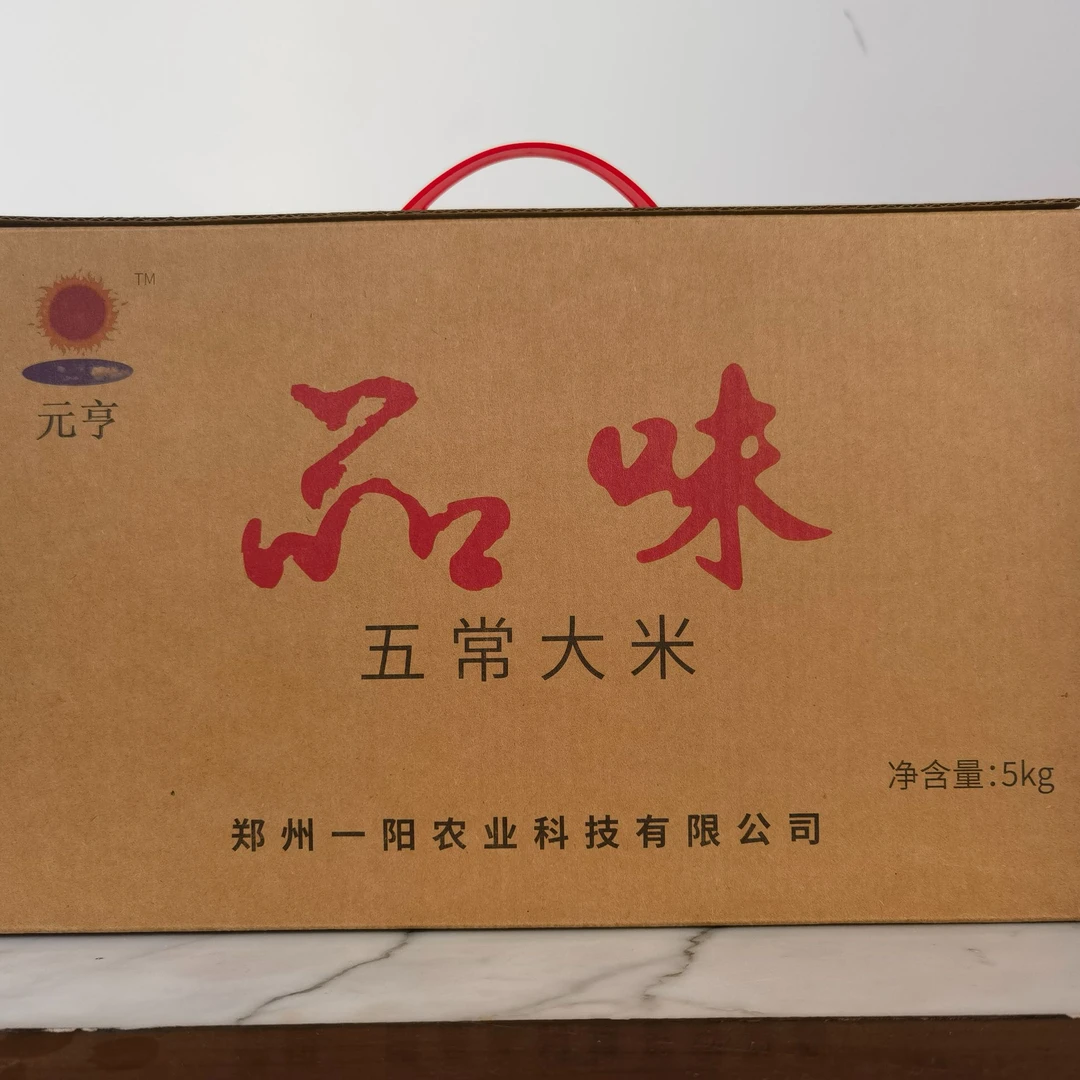 TM
元亨
品味
五常大米
净含量:5kg
郑州一阳农业科技有限公司